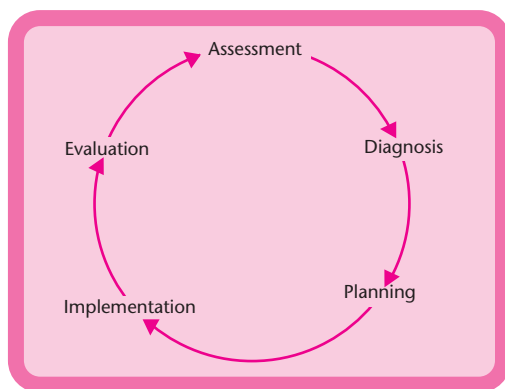 Assessment
Diagnosis
Planning
Implementation
Evaluation